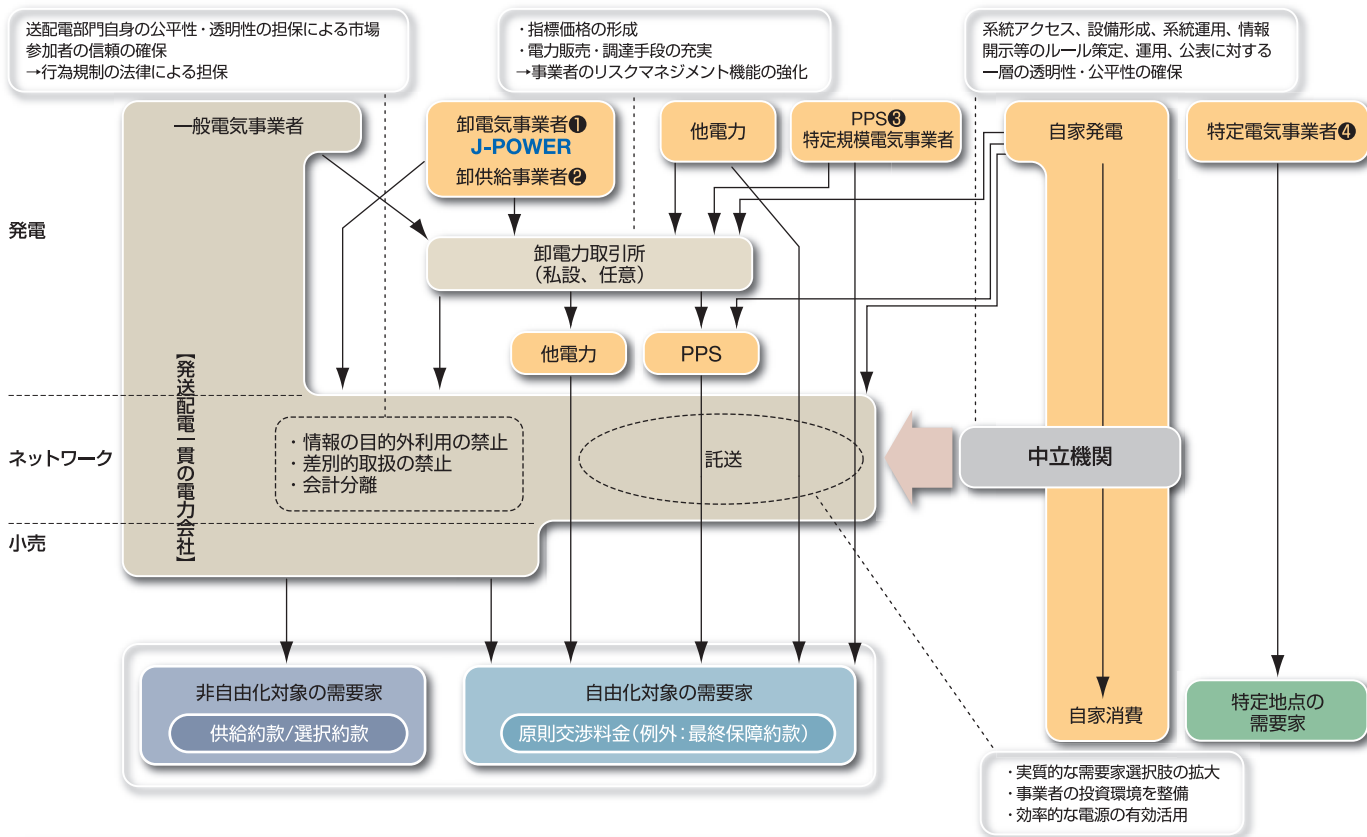 送配電部門自身の公平性・透明性の担保による市場
参加者の信頼の確保
→行為規制の法律による担保
・指標価格の形成
・電力販売・調達手段の充実
→事業者のリスクマネジメント機能の強化
系統アクセス、設備形成、系統運用、情報
開示等のルール策定、運用、公表に対する
一層の透明性・公平性の確保
一般電気事業者
卸電気事業者❶
J-POWER
卸供給事業者❷
他電力
PPS❸
特定規模電気事業者
自家発電
特定電気事業者❹
発電
卸電力取引所
（私設、任意）
他電力
PPS
【発送配電一貫の電力会社】
ネットワーク
・情報の目的外利用の禁止
・差別的取扱の禁止
・会計分離
託送
中立機関
小売
非自由化対象の需要家
供給約款/選択約款
自由化対象の需要家
原則交渉料金（例外：最終保障約款）
自家消費
特定地点の
需要家
・実質的な需要家選択肢の拡大
・事業者の投資環境を整備
・効率的な電源の有効活用